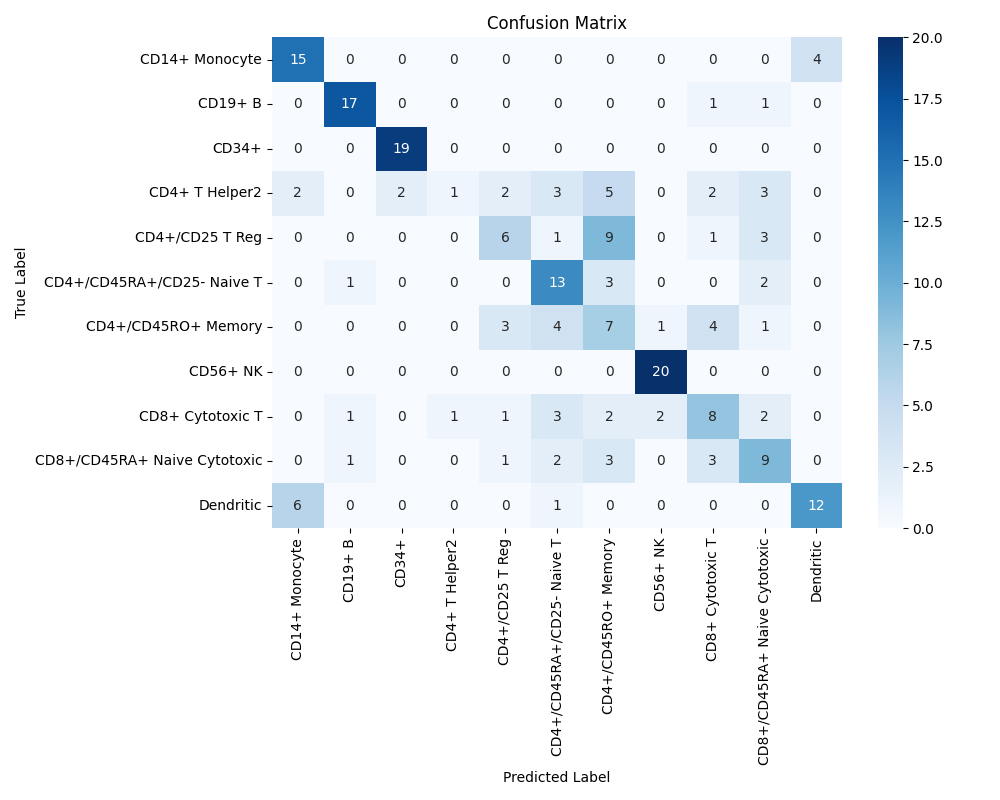 Confusion Matrix
True Label
CD14+ Monocyte 15 0 0 0 0 0 0 0 0 0 4
CD19+ B 0 17 0 0 0 0 0 0 1 1 0
CD34+ 0 0 19 0 0 0 0 0 0 0 0
CD4+ T Helper2 2 0 2 1 2 3 5 0 2 3 0
CD4+/CD25 T Reg 0 0 0 0 6 1 9 0 1 3 0
CD4+/CD45RA+/CD25- Naive T 0 1 0 0 0 13 3 0 0 2 0
CD4+/CD45RO+ Memory 0 0 0 0 3 4 7 1 4 1 0
CD56+ NK 0 0 0 0 0 0 0 20 0 0 0
CD8+ Cytotoxic T 0 1 0 1 1 3 2 2 8 2 0
CD8+/CD45RA+ Naive Cytotoxic 0 1 0 0 1 2 3 0 3 9 0
Dendritic 6 0 0 0 0 1 0 0 0 0 12
CD14+ Monocyte
CD19+ B
CD34+
CD4+ T Helper2
CD4+/CD25 T Reg
CD4+/CD45RA+/CD25- Naive T
CD4+/CD45RO+ Memory
CD56+ NK
CD8+ Cytotoxic T
CD8+/CD45RA+ Naive Cytotoxic
Dendritic
Predicted Label
20.0
17.5
15.0
12.5
10.0
7.5
5.0
2.5
0.0